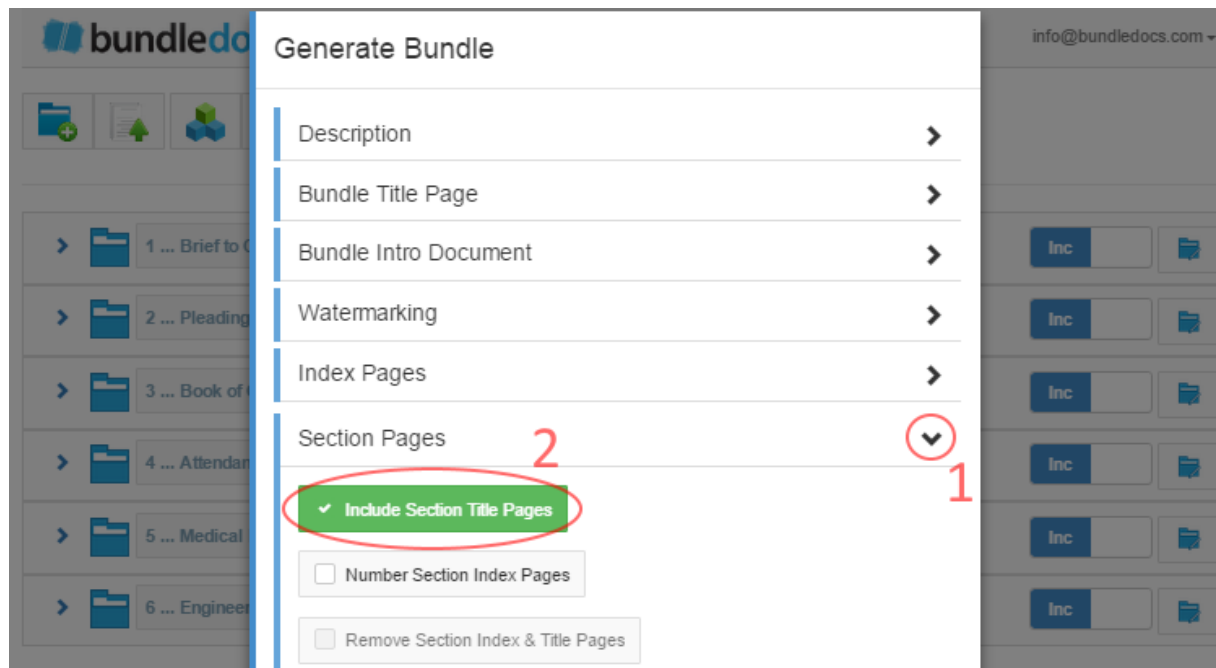 bundledo
info@bundledocs.com
Generate Bundle
Description
Bundle Title Page
Bundle Intro Document
Watermarking
Index Pages
Section Pages
2
1
Include Section Title Pages
Number Section Index Pages
Remove Section Index & Title Pages
1 ... Brief to
Inc
2 ... Pleading
Inc
3 ... Book of
Inc
4 ... Attendan
Inc
5 ... Medical
Inc
6 ... Engineer
Inc